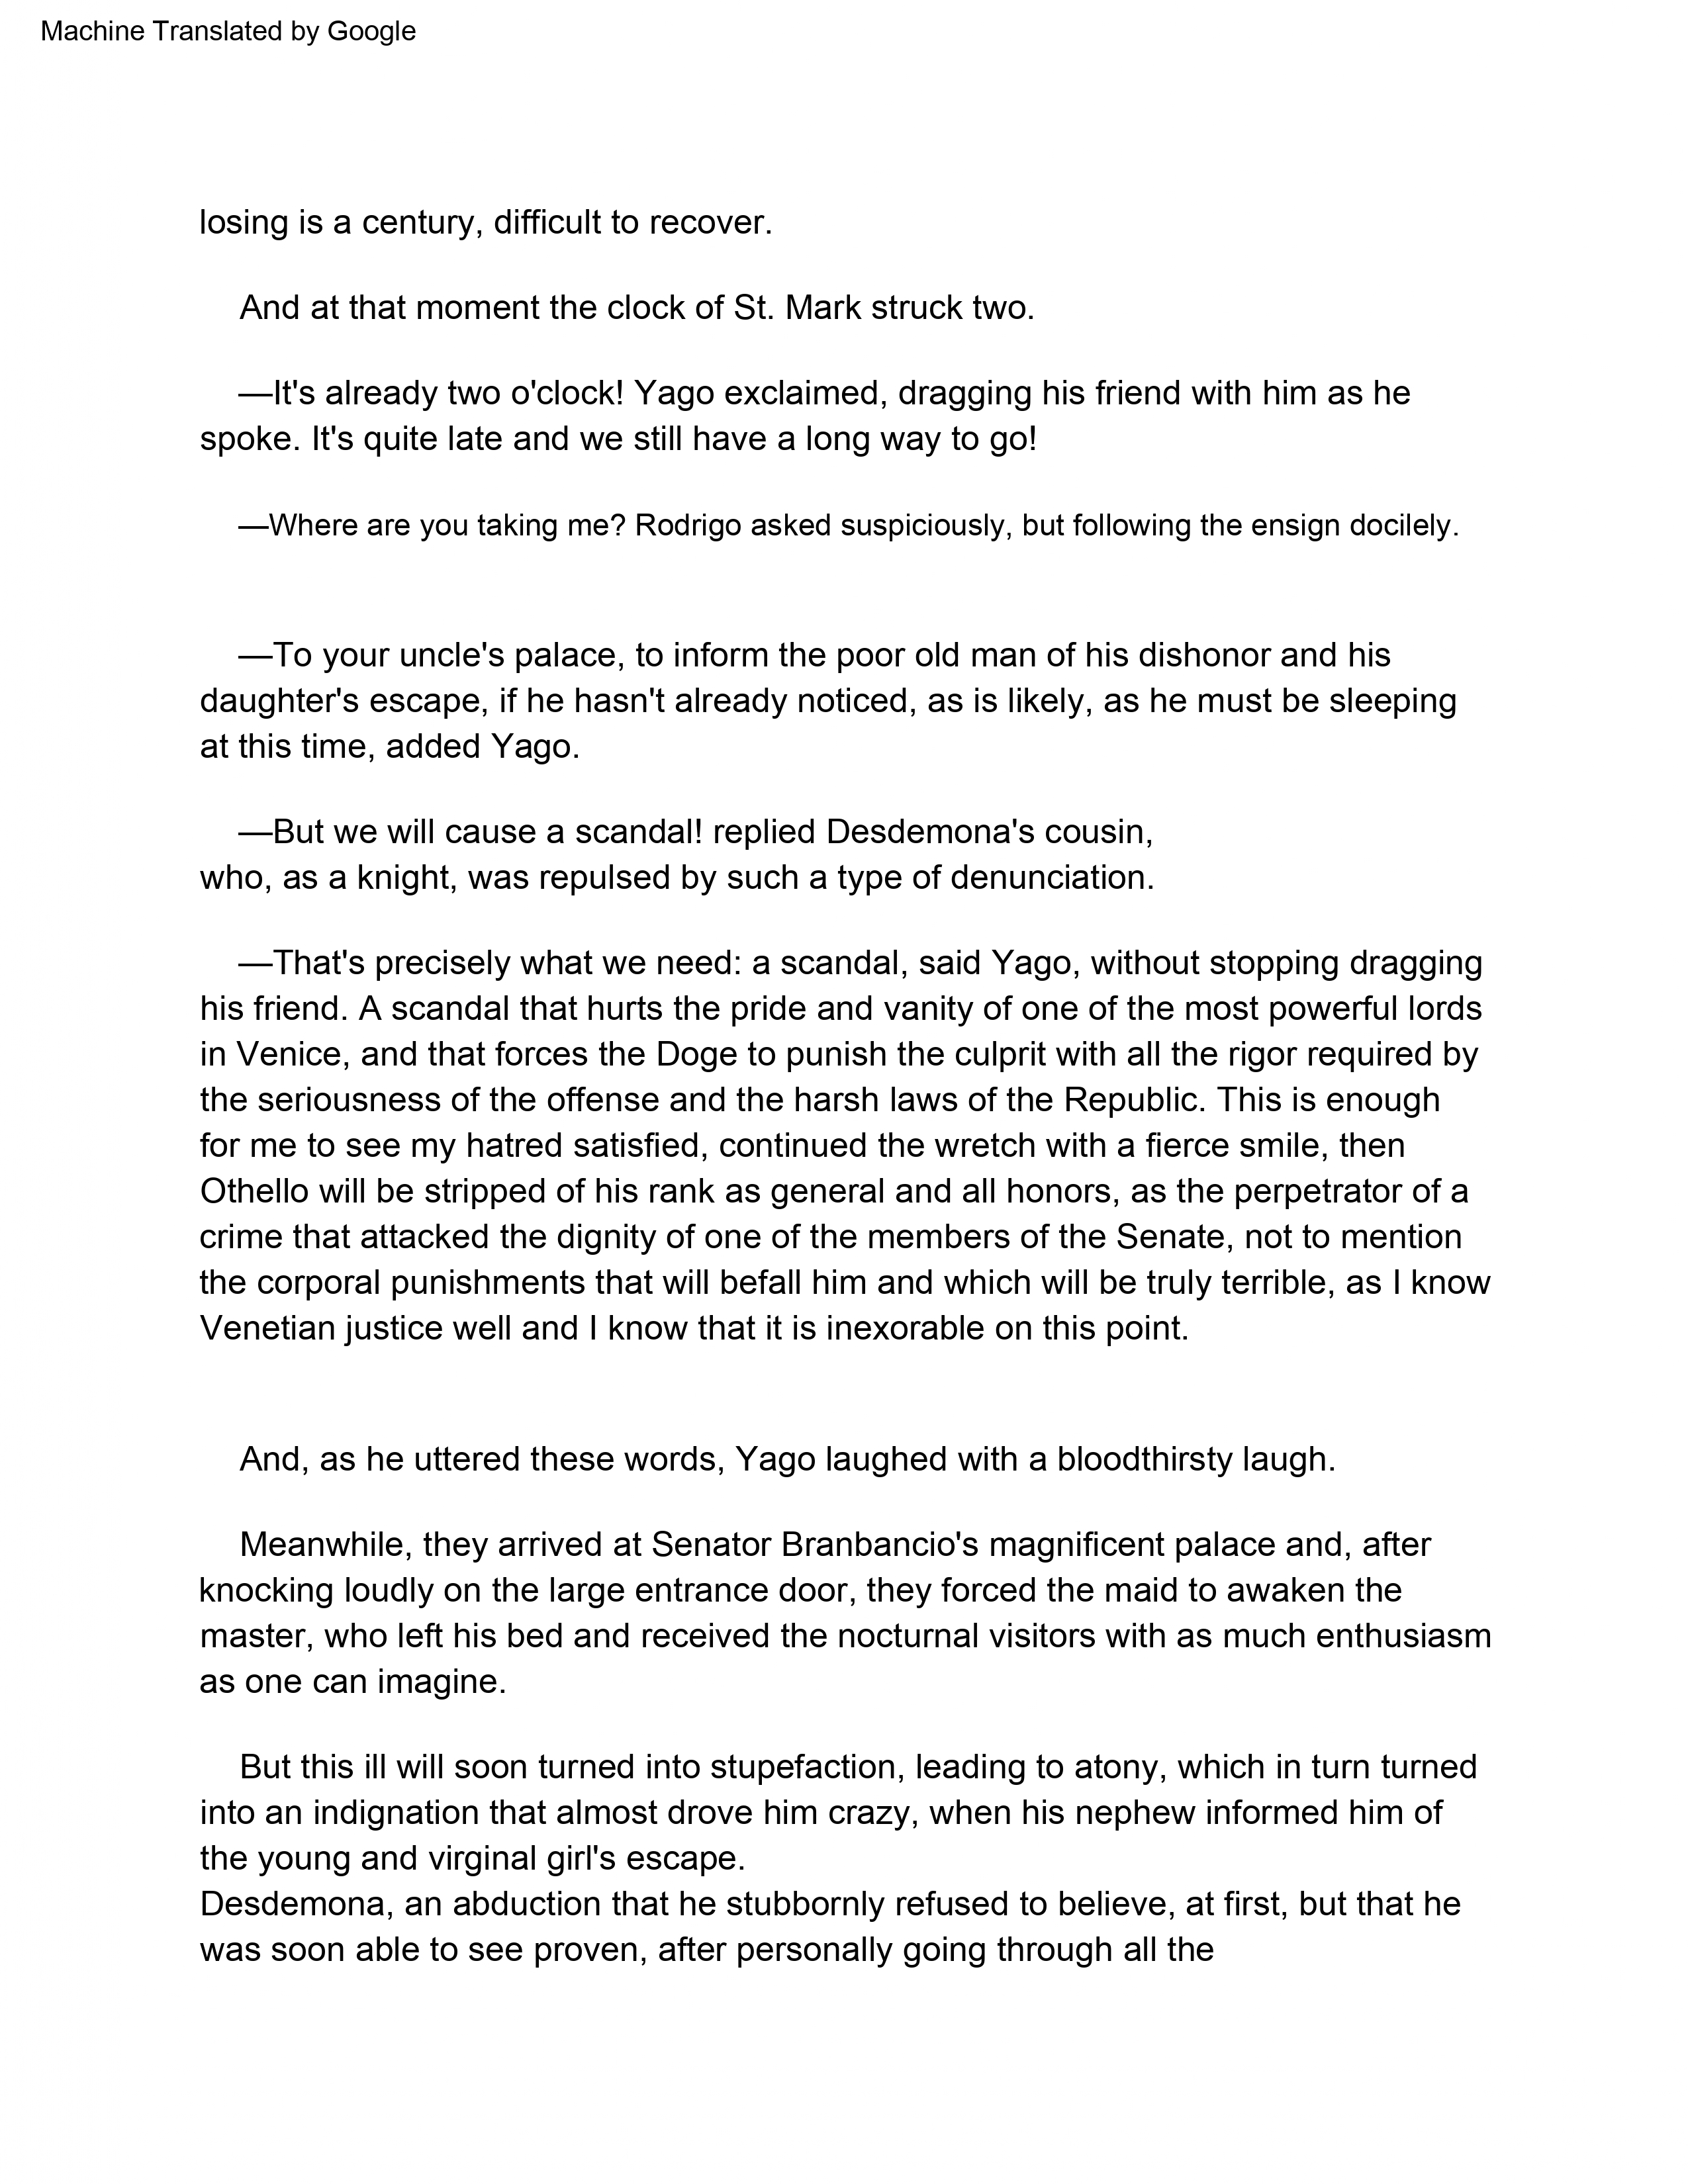 Machine Translated by Google
losing is a century, difficult to recover.
And at that moment the clock of St. Mark struck two.
—It's already two o'clock! Yago exclaimed, dragging his friend with him as he
spoke. It's quite late and we still have a long way to go!
—Where are you taking me? Rodrigo asked suspiciously, but following the ensign docilely.
—To your uncle's palace, to inform the poor old man of his dishonor and his
daughter's escape, if he hasn't already noticed, as is likely, as he must be sleeping
at this time, added Yago.
—But we will cause a scandal! replied Desdemona's cousin,
who, as a knight, was repulsed by such a type of denunciation.
—That's precisely what we need: a scandal, said Yago, without stopping dragging
his friend. A scandal that hurts the pride and vanity of one of the most powerful lords
in Venice, and that forces the Doge to punish the culprit with all the rigor required by
the seriousness of the offense and the harsh laws of the Republic. This is enough
for me to see my hatred satisfied, continued the wretch with a fierce smile, then
Othello will be stripped of his rank as general and all honors, as the perpetrator of a
crime that attacked the dignity of one of the members of the Senate, not to mention
the corporal punishments that will befall him and which will be truly terrible, as I know
Venetian justice well and I know that it is inexorable on this point.
And, as he uttered these words, Yago laughed with a bloodthirsty laugh.
Meanwhile, they arrived at Senator Branbancio's magnificent palace and, after
knocking loudly on the large entrance door, they forced the maid to awaken the
master, who left his bed and received the nocturnal visitors with as much enthusiasm
as one can imagine.
But this ill will soon turned into stupefaction, leading to atony, which in turn turned
into an indignation that almost drove him crazy, when his nephew informed him of
the young and virginal girl's escape.
Desdemona, an abduction that he stubbornly refused to believe, at first, but that he
was soon able to see proven, after personally going through all the